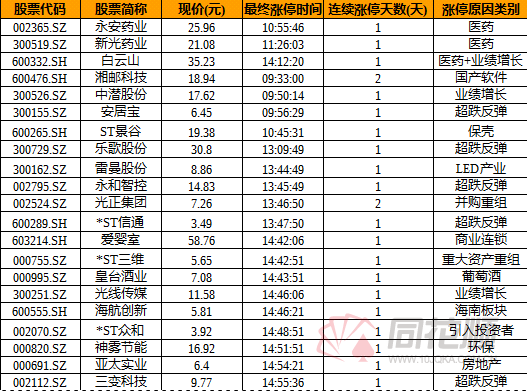 股票代码 股票简称 现价(元) 最终涨停时间 连续涨停天数(天) 涨停原因类别
002365.SZ 永安药业 25.96 10:55:46 1 医药
300519.SZ 新光药业 21.08 11:26:03 1 医药
600332.SH 白云山 35.23 14:12:20 1 医药+业绩增长
600476.SH 湘邮科技 18.94 09:33:00 2 国产软件
300526.SZ 中潜股份 17.62 09:50:14 1 业绩增长
300155.SZ 安居宝 6.45 09:56:29 1 超跌反弹
600265.SH ST景谷 19.38 10:45:31 1 保壳
300729.SZ 乐歌股份 30.8 13:09:49 1 超跌反弹
300162.SZ 雷曼股份 8.86 13:44:49 1 LED产业
002795.SZ 永和智控 14.83 13:45:49 1 超跌反弹
002524.SZ 光正集团 7.26 13:46:50 2 并购重组
600289.SH *ST信通 3.49 13:47:50 1 超跌反弹
603214.SH 爱婴室 58.76 14:42:06 1 商业连锁
000755.SZ *ST三维 5.65 14:42:51 1 重大资产重组
000995.SZ 皇台酒业 7.08 14:43:51 1 葡萄酒
300251.SZ 光线传媒 11.58 14:46:06 1 业绩增长
600555.SH 海航创新 5.81 14:46:21 1 海南板块
002070.SZ *ST众和 3.92 14:48:51 1 引入投资者
000820.SZ 神雾节能 16.92 14:51:51 1 环保
000691.SZ 亚太实业 6.4 14:54:21 1 房地产
002112.SZ 三变科技 9.77 14:55:36 1 超跌反弹
同花顺
WWW.10JQKA.COM